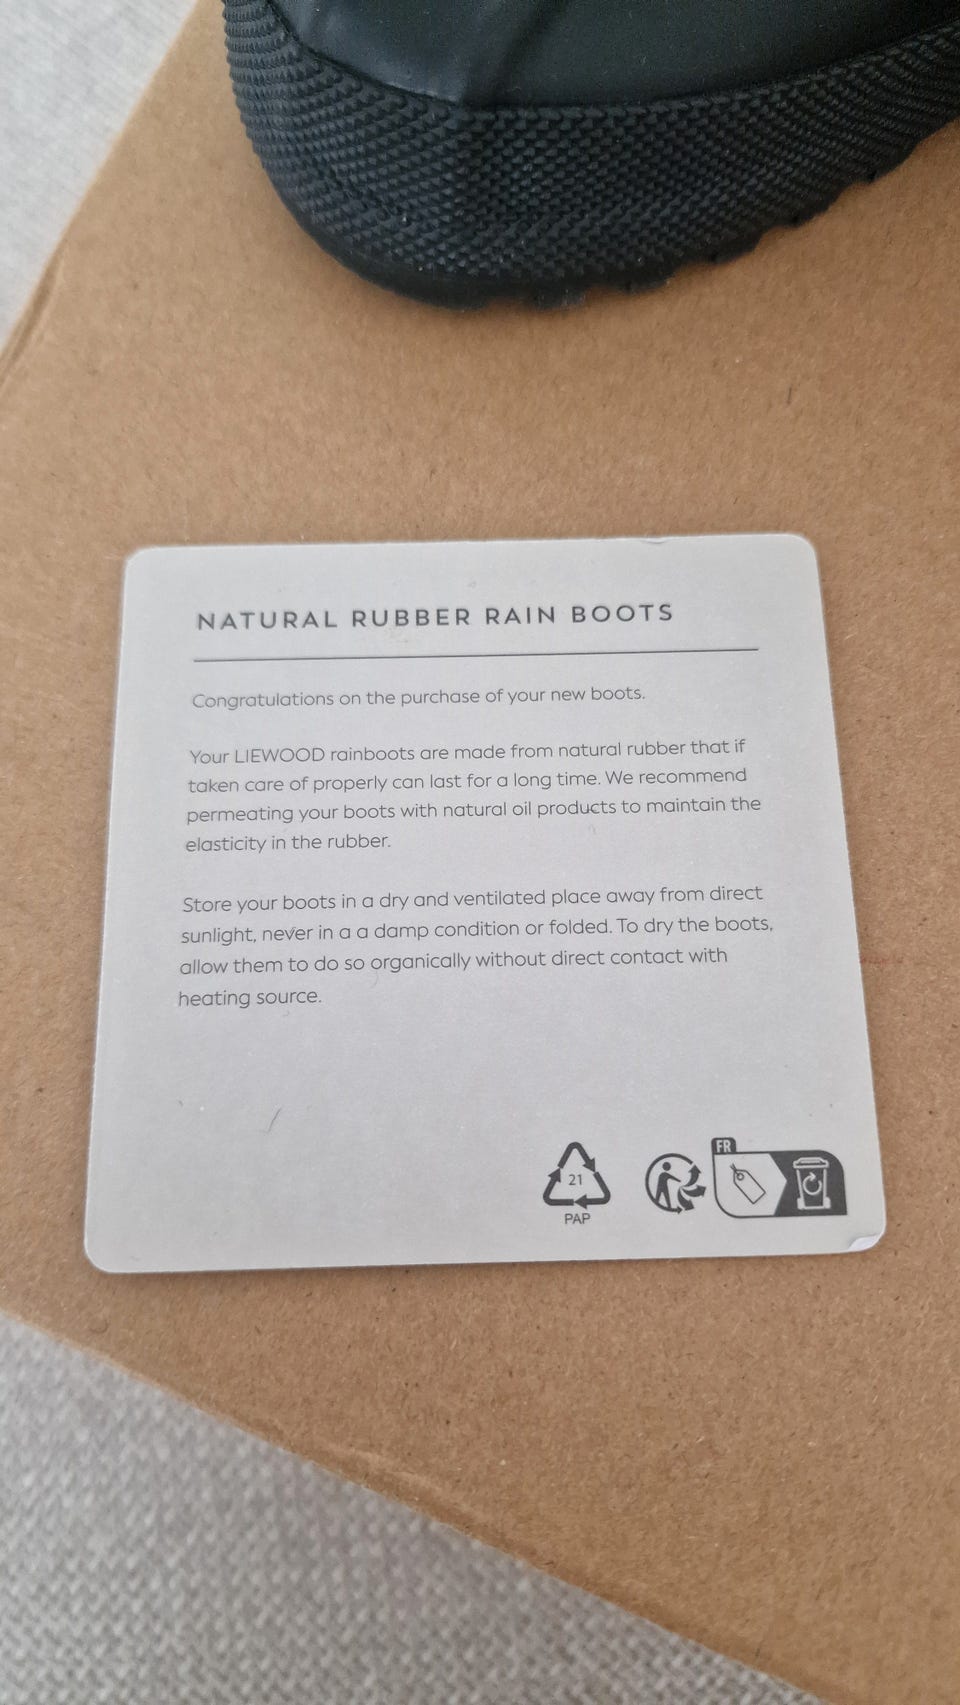 NATURAL RUBBER RAIN BOOTS
Congratulations on the purchase of your new boots.
Your LIEWOOD rainboots are made from natural rubber that if
taken care of properly can last for a long time. We recommend
permeating your boots with natural oil products to maintain the
elasticity in the rubber.
Store your boots in a dry and ventilated place away from direct
sunlight, never in a a damp condition or folded. To dry the boots,
allow them to do so organically without direct contact with
heating source.
FR
21
PAP